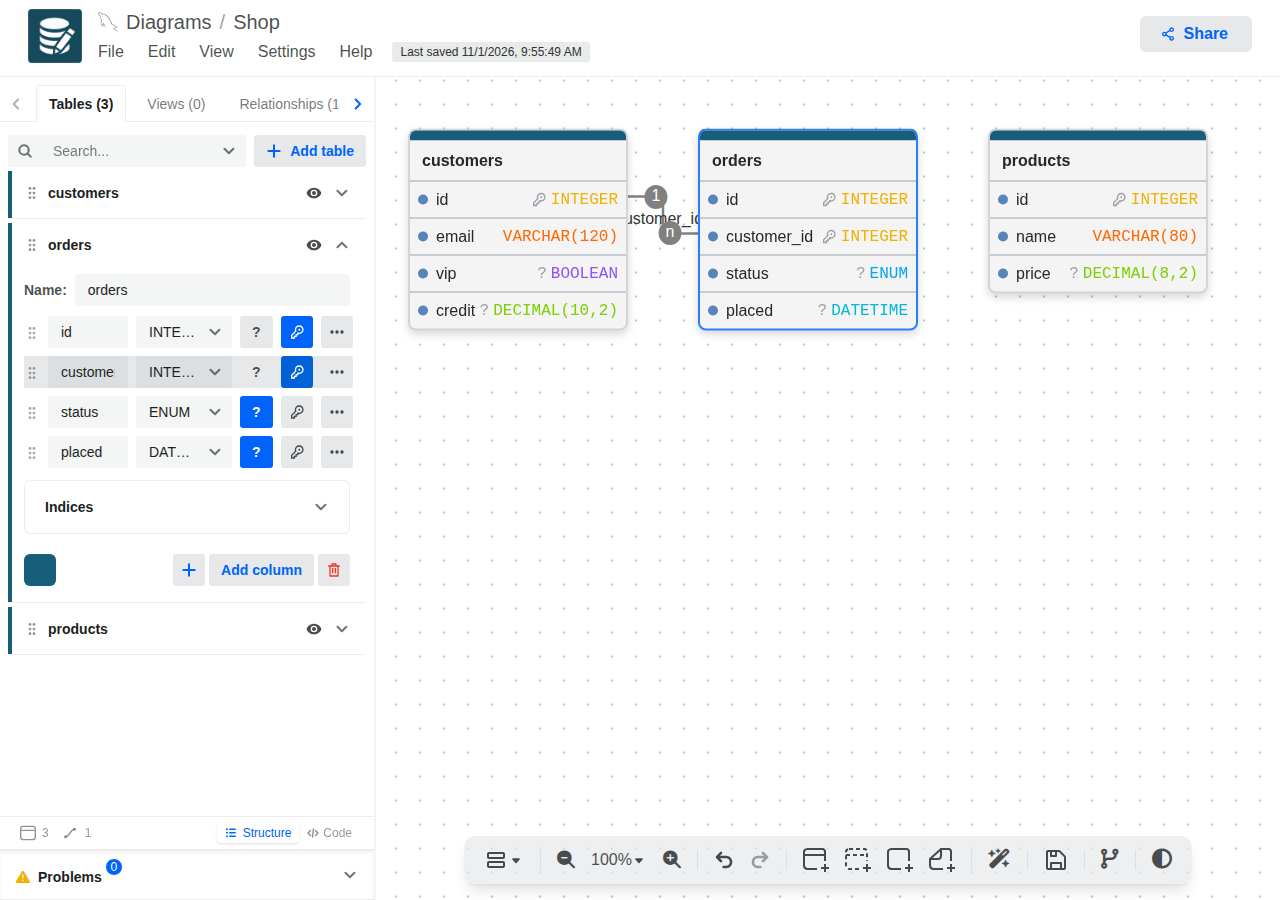 Diagrams / Shop
File Edit View Settings Help Last saved 11/1/2026, 9:55:49 AM
Share
Tables (3) Views (0) Relationships (1
Search... Add table
customers
orders
Name: orders
id INTE… ?
custome INTE… ?
status ENUM ?
placed DAT… ?
Indices
Add column
products
3 1 Structure Code
Problems 0
customers
id INTEGER
email VARCHAR(120)
vip ? BOOLEAN
credit ? DECIMAL(10,2)
1
ustomer_id
n
orders
id INTEGER
customer_id INTEGER
status ? ENUM
placed ? DATETIME
products
id INTEGER
name VARCHAR(80)
price ? DECIMAL(8,2)
100%